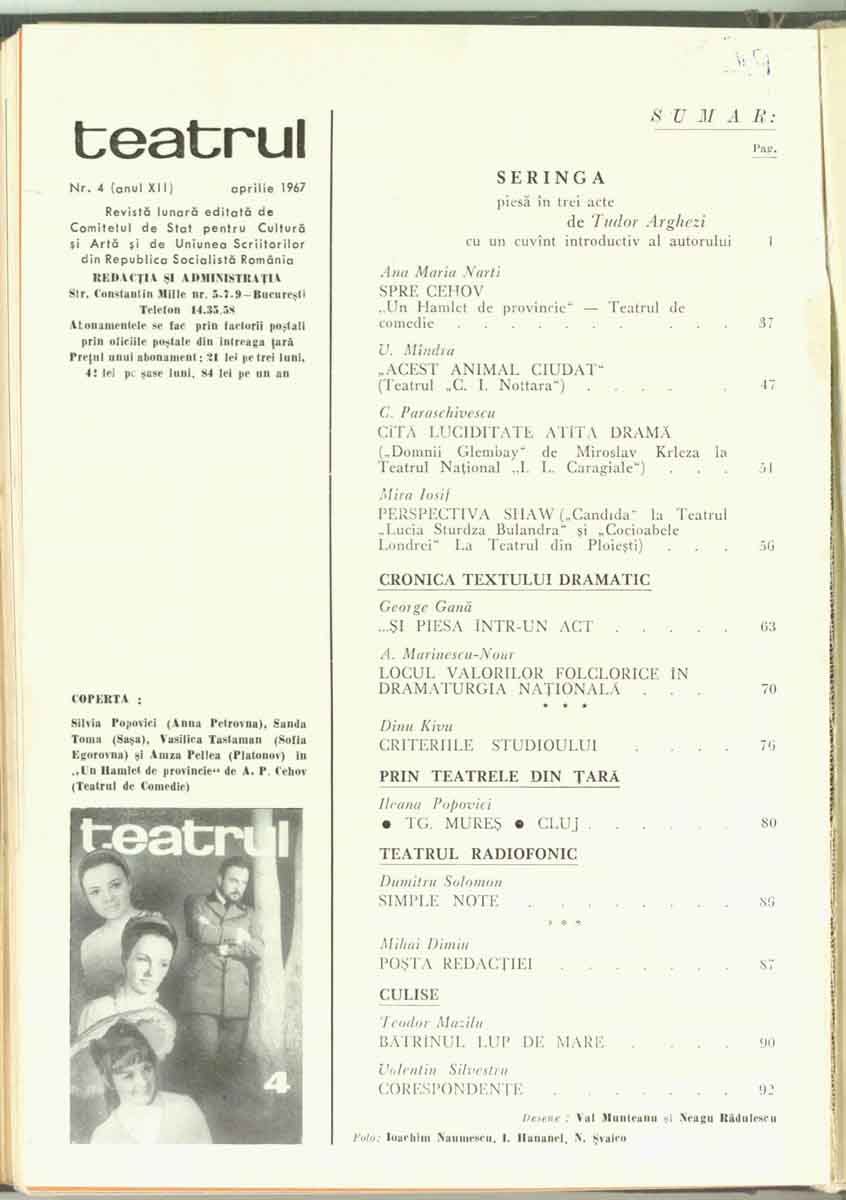 teatrul
Nr. 4 (anul XII) aprilie 1967
Revistă lunară editată de
Comitetul de Stat pentru Cultură
și Artă și de Uniunea Scriitorilor
din Republica Socialistă România
REDACȚIA ȘI ADMINISTRAȚIA
Str. Constantin Mille nr. 5-7-9 – București
Telefon 14.35.58
Abonamentele se fac prin factorii poștali
prin oficiile poștale din întreaga țară
Prețul unui abonament: 21 lei pe trei luni,
42 lei pe șase luni, 84 lei pe un an
COPERTA :
Silvia Popovici (Anna Petrovna), Sanda
Toma (Sașa), Vasilica Tastaman (Sofia
Egorovna) și Amza Pellea (Platonov) în
„Un Hamlet de provincie“ de A. P. Cehov
(Teatrul de Comedie)
teatrul
4
SUMAR:
Pag.
SERINGA
piesă în trei acte
de Tudor Arghezi
cu un cuvînt introductiv al autorului 1
Ana Maria Narti
SPRE CEHOV
„Un Hamlet de provincie“ — Teatrul de
comedie . . . . . . . . . 37
U. Mîndra
„ACEST ANIMAL CIUDAT“
(Teatrul „C. I. Nottara“) . . . . . 47
C. Paraschivescu
CÎTĂ LUCIDITATE ATÎTA DRAMĂ
(„Domnii Glembay“ de Miroslav Krleza la
Teatrul Național „I. L. Caragiale“) . . . 51
Mira Iosif
PERSPECTIVA SHAW („Candida“ la Teatrul
„Lucia Sturdza Bulandra“ și „Cocioabele
Londrei“ La Teatrul din Ploiești) . . . 56
CRONICA TEXTULUI DRAMATIC
George Gană
...ȘI PIESA ÎNTR-UN ACT . . . . . 63
A. Marinescu-Nour
LOCUL VALORILOR FOLCLORICE ÎN
DRAMATURGIA NAȚIONALĂ . . . 70
* * *
Dinu Kivu
CRITERIILE STUDIOULUI . . . . 76
PRIN TEATRELE DIN ȚARĂ
Ileana Popovici
● TG. MUREȘ ● CLUJ . . . . . . 80
TEATRUL RADIOFONIC
Dumitru Solomon
SIMPLE NOTE . . . . . . . . 86
* * *
Mihai Dimiu
POȘTA REDACȚIEI . . . . . . . 87
CULISE
Teodor Mazilu
BĂTRÎNUL LUP DE MARE . . . . 90
Valentin Silvestru
CORESPONDENȚE . . . . . . . 92
Desene : Val Munteanu și Neagu Rădulescu
Foto: Ioachim Naumescu, I. Hananel, N. Șvaico